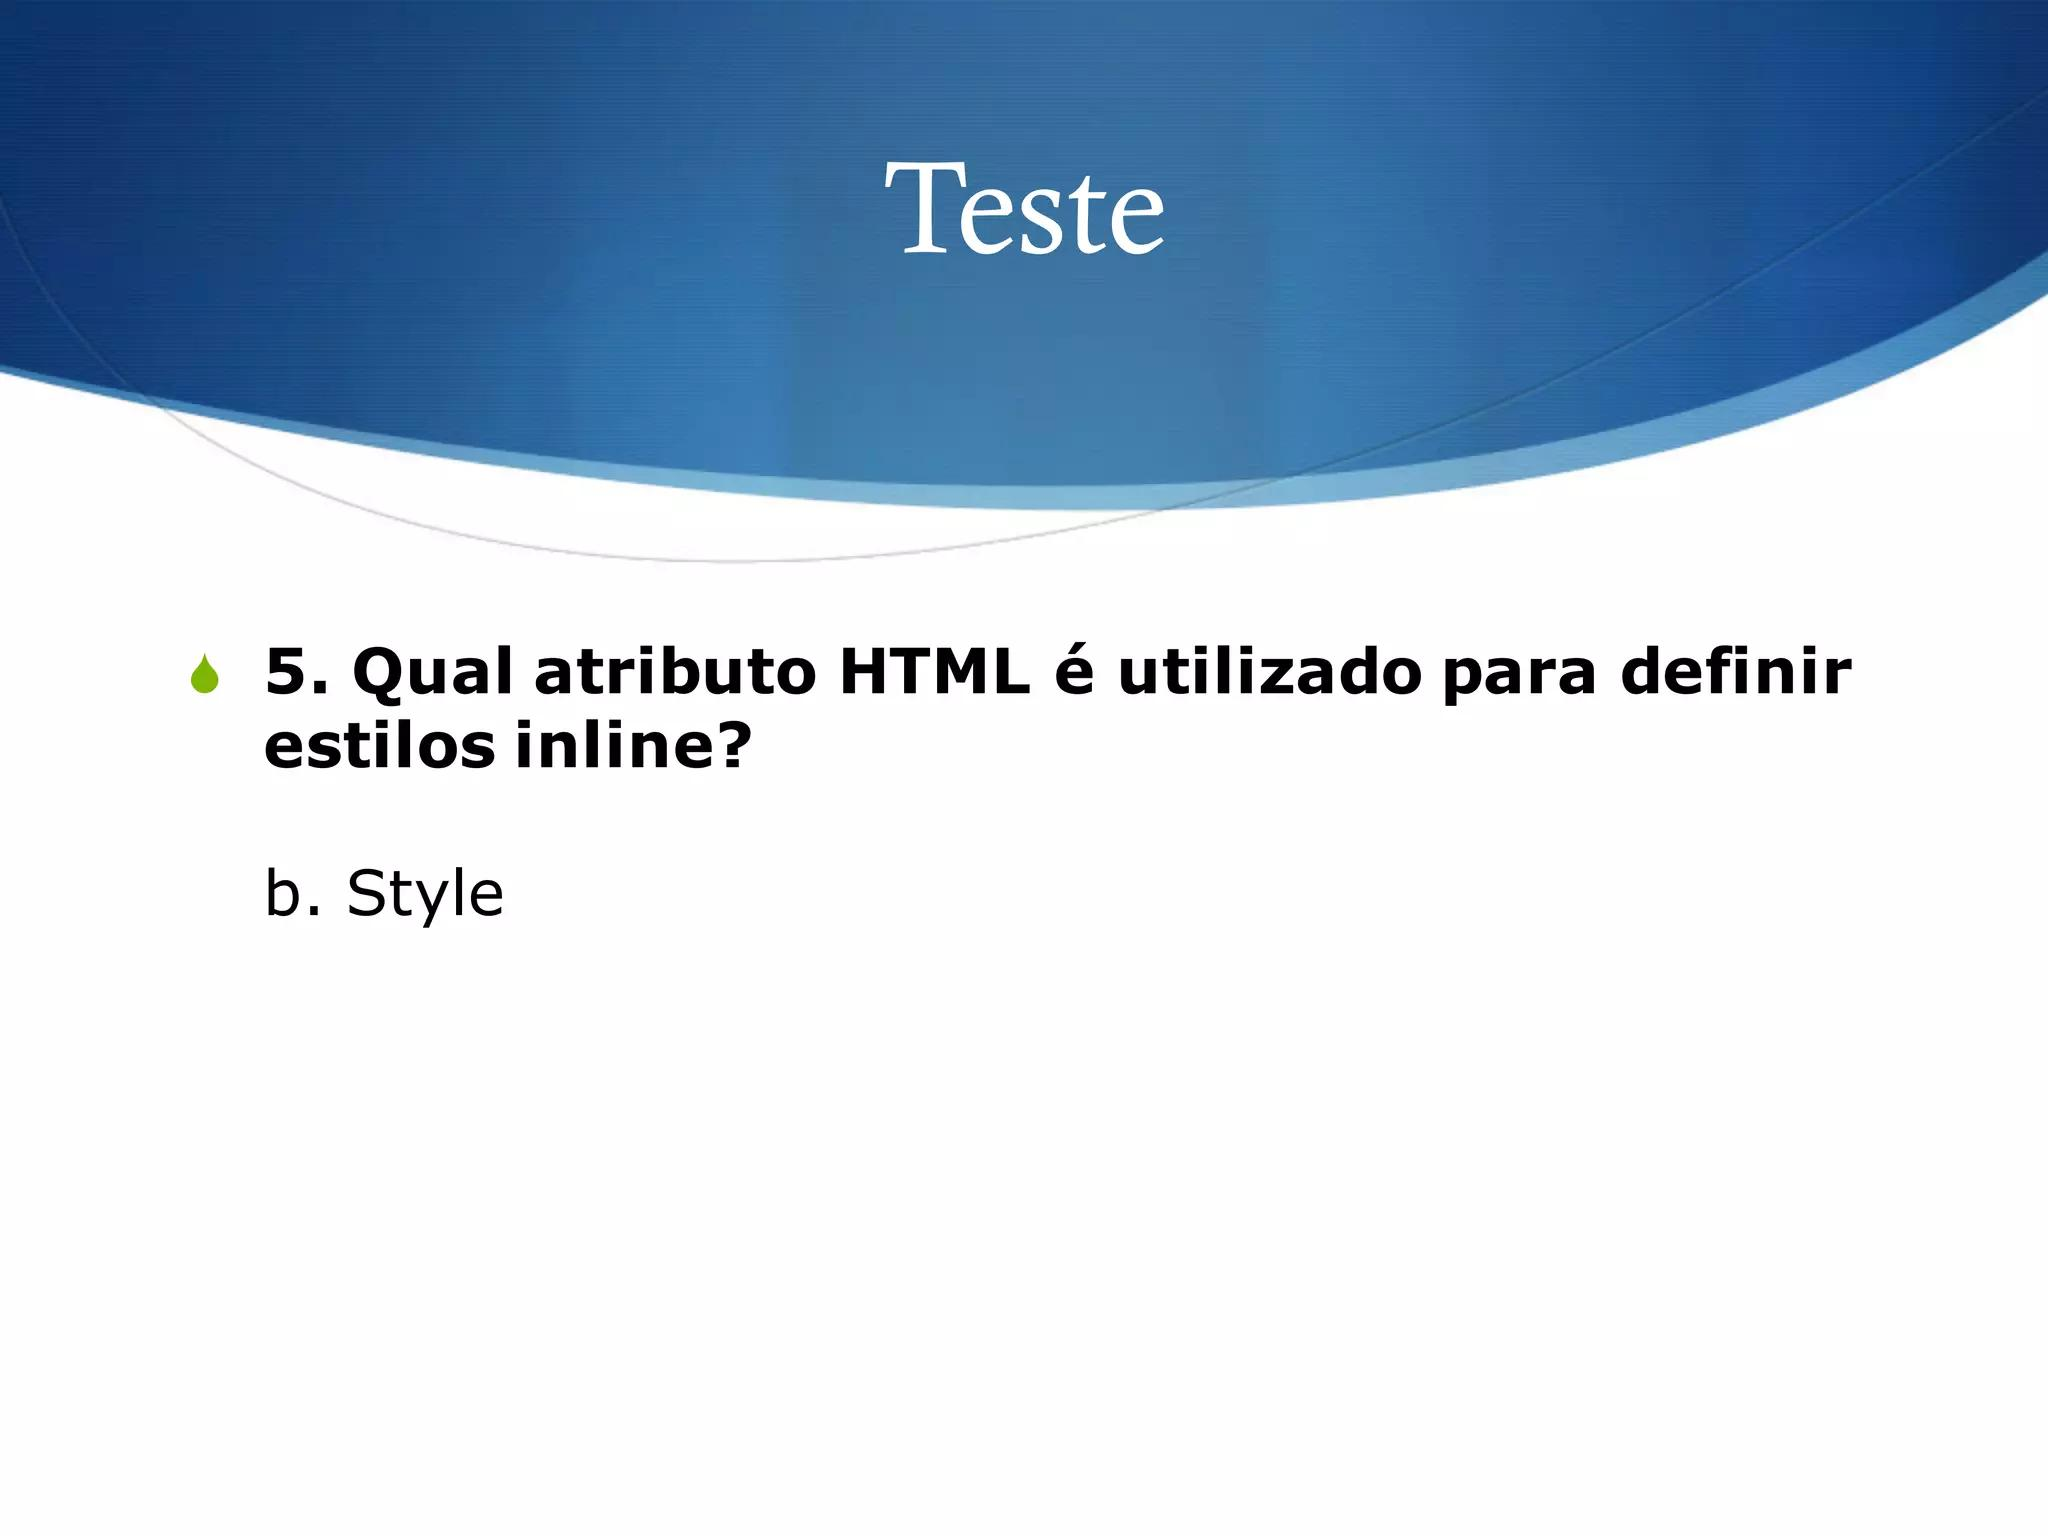 Teste
5. Qual atributo HTML é utilizado para definir
estilos inline?
b. Style